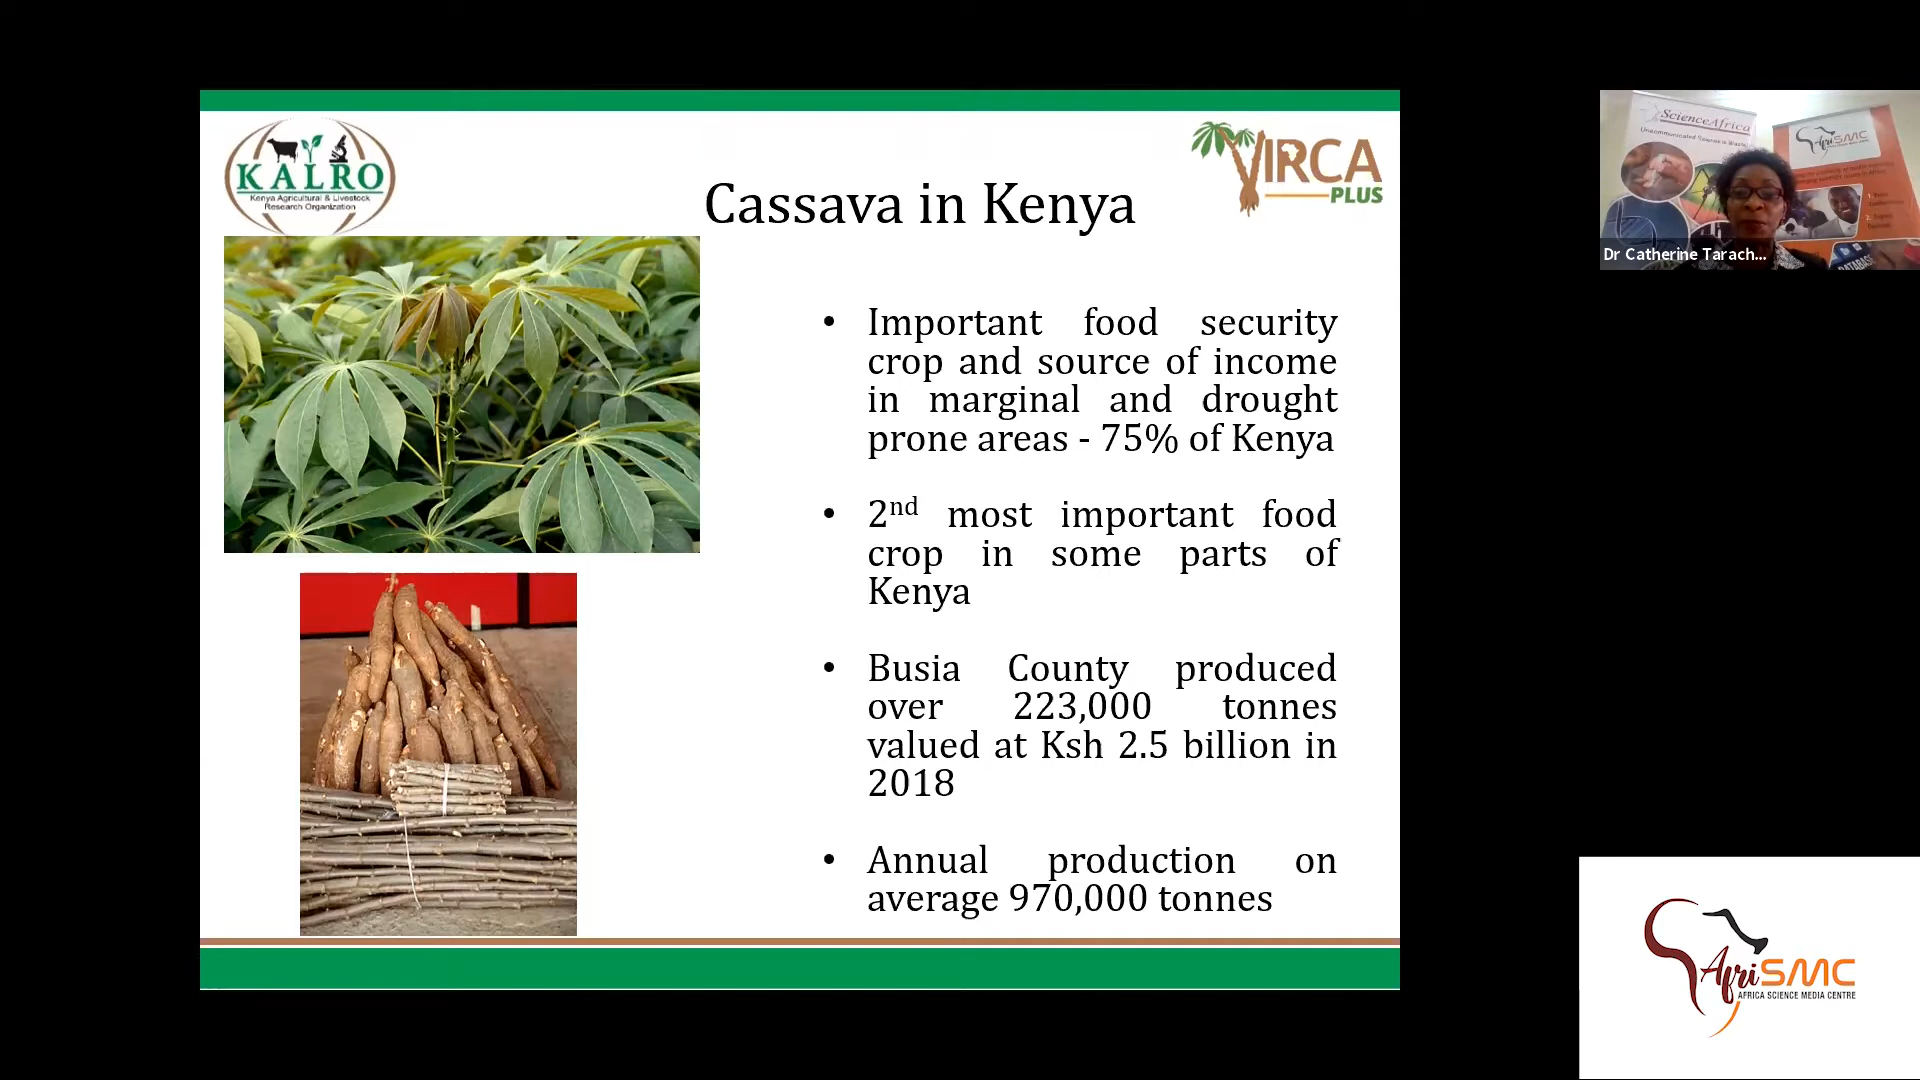 KALRO
Kenya Agricultural & Livestock
Research Organization
VIRCA
PLUS
Cassava in Kenya
• Important food security
crop and source of income
in marginal and drought
prone areas - 75% of Kenya
• 2nd most important food
crop in some parts of
Kenya
• Busia County produced
over 223,000 tonnes
valued at Ksh 2.5 billion in
2018
• Annual production on
average 970,000 tonnes
ScienceAfrica
AfriSMC
Dr Catherine Tarach...
AfriSMC
AFRICA SCIENCE MEDIA CENTRE